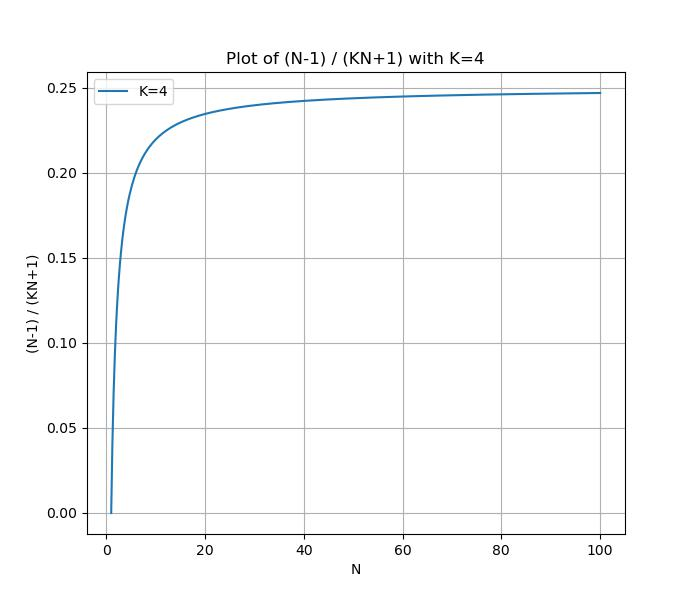 Plot of (N-1) / (KN+1) with K=4
K=4
(N-1) / (KN+1)
0.25
0.20
0.15
0.10
0.05
0.00
0 20 40 60 80 100
N